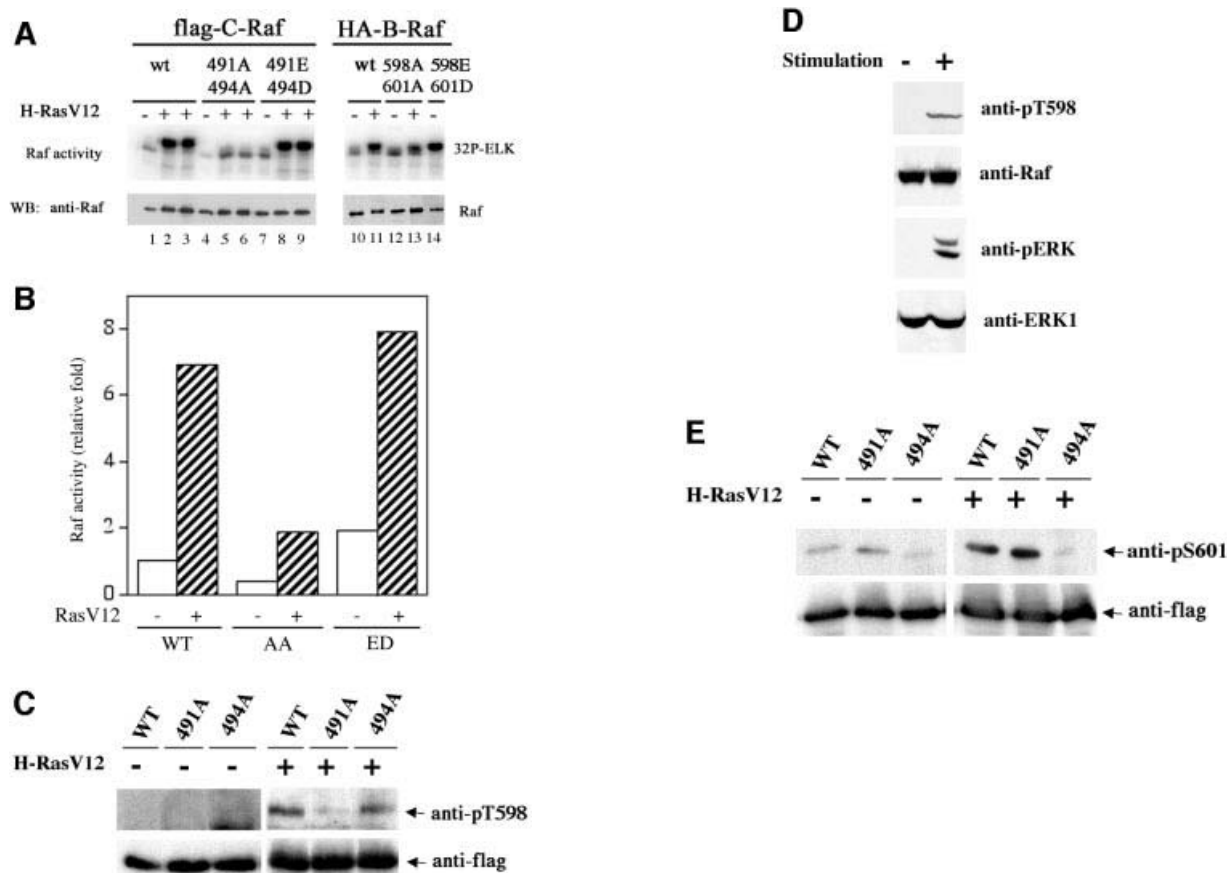 A
flag-C-Raf HA-B-Raf
wt 491A 491E wt 598A 598E
494A 494D 601A 601D
H-RasV12 - + + - + + - + + - + - + -
Raf activity 32P-ELK
WB: anti-Raf Raf
1 2 3 4 5 6 7 8 9 10 11 12 13 14
B
Raf activity (relative fold)
8
6
4
2
0
RasV12 - + - + - +
WT AA ED
C
WT 491A 494A WT 491A 494A
H-RasV12 - - - + + +
anti-pT598
anti-flag
D
Stimulation - +
anti-pT598
anti-Raf
anti-pERK
anti-ERK1
E
WT 491A 494A WT 491A 494A
H-RasV12 - - - + + +
anti-pS601
anti-flag